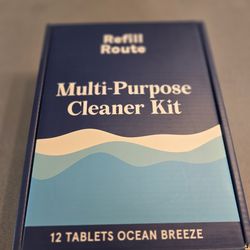 Refill
Route
Multi-Purpose
Cleaner Kit
12 TABLETS OCEAN BREEZE